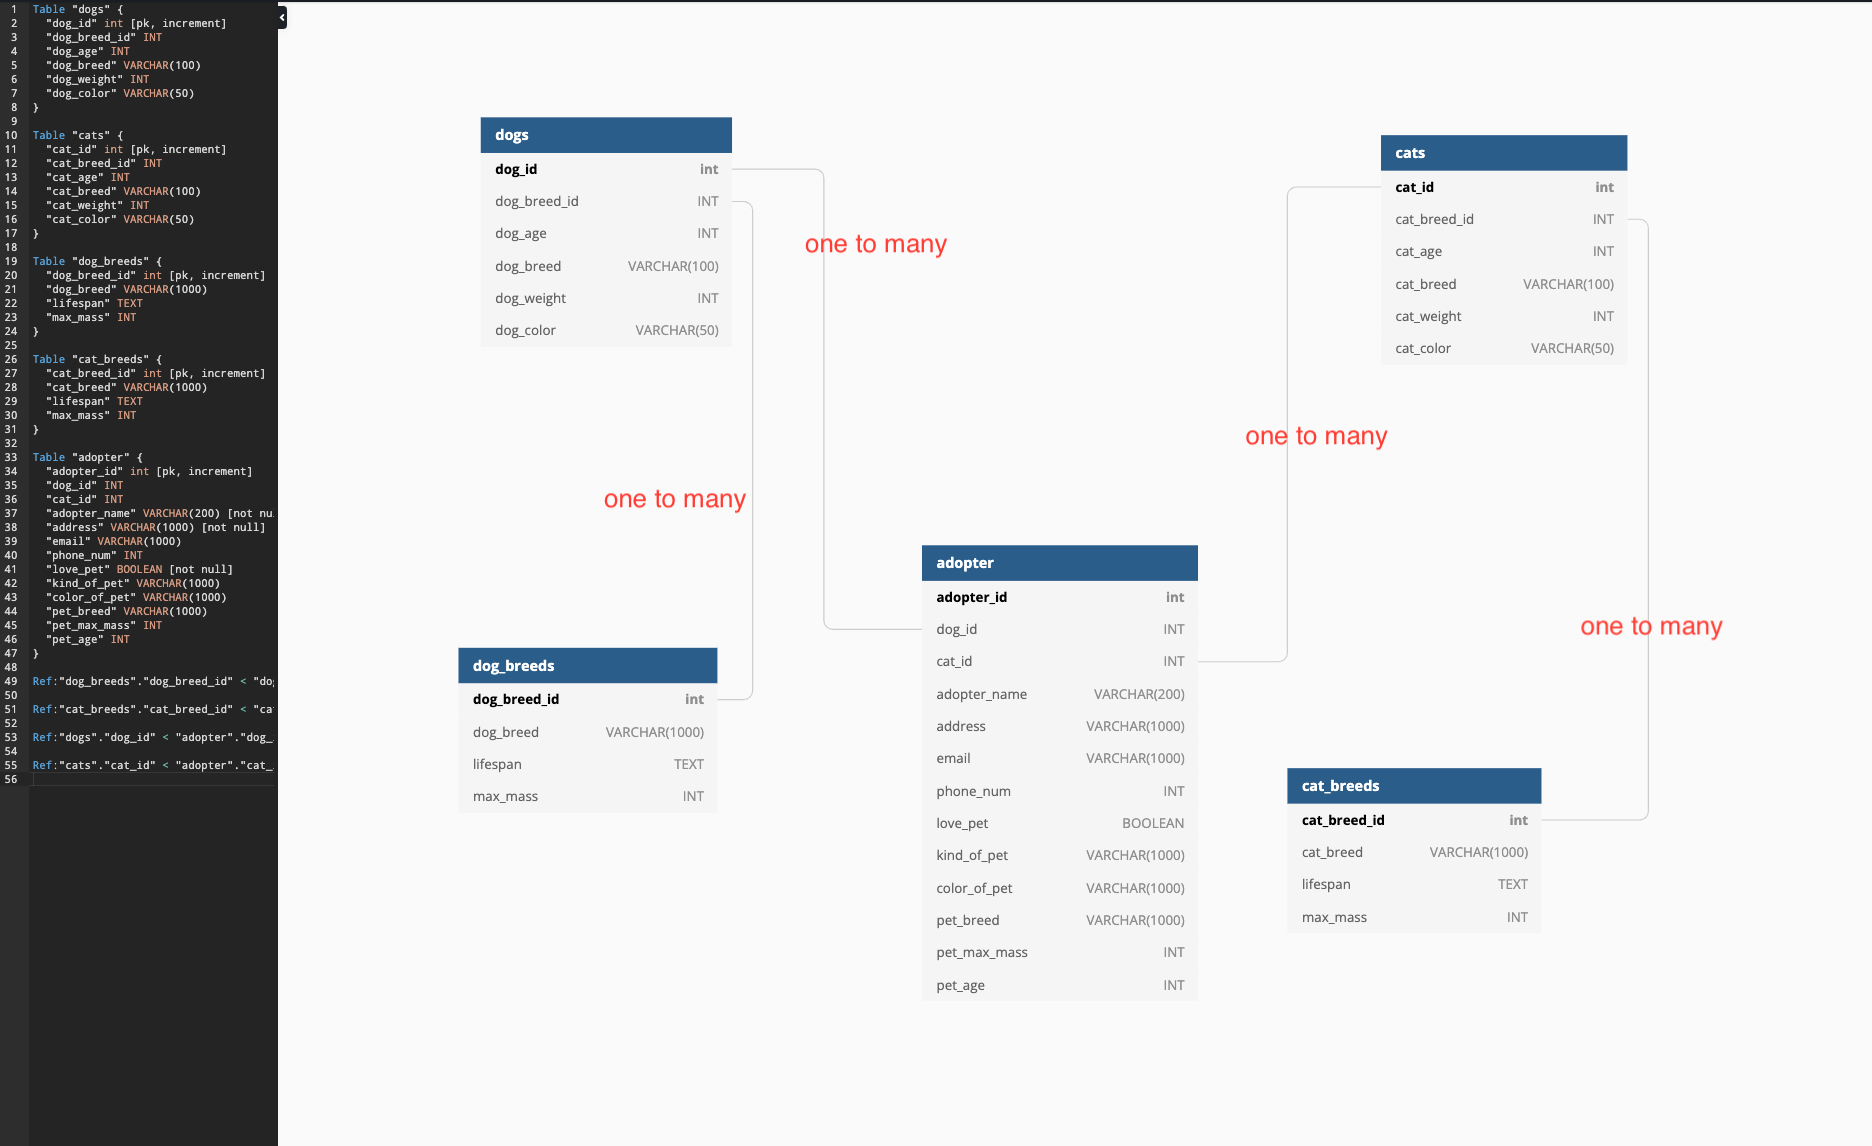 1 Table "dogs" {
2 "dog_id" int [pk, increment]
3 "dog_breed_id" INT
4 "dog_age" INT
5 "dog_breed" VARCHAR(100)
6 "dog_weight" INT
7 "dog_color" VARCHAR(50)
8 }
9
10 Table "cats" {
11 "cat_id" int [pk, increment]
12 "cat_breed_id" INT
13 "cat_age" INT
14 "cat_breed" VARCHAR(100)
15 "cat_weight" INT
16 "cat_color" VARCHAR(50)
17 }
18
19 Table "dog_breeds" {
20 "dog_breed_id" int [pk, increment]
21 "dog_breed" VARCHAR(1000)
22 "lifespan" TEXT
23 "max_mass" INT
24 }
25
26 Table "cat_breeds" {
27 "cat_breed_id" int [pk, increment]
28 "cat_breed" VARCHAR(1000)
29 "lifespan" TEXT
30 "max_mass" INT
31 }
32
33 Table "adopter" {
34 "adopter_id" int [pk, increment]
35 "dog_id" INT
36 "cat_id" INT
37 "adopter_name" VARCHAR(200) [not nu
38 "address" VARCHAR(1000) [not null]
39 "email" VARCHAR(1000)
40 "phone_num" INT
41 "love_pet" BOOLEAN [not null]
42 "kind_of_pet" VARCHAR(1000)
43 "color_of_pet" VARCHAR(1000)
44 "pet_breed" VARCHAR(1000)
45 "pet_max_mass" INT
46 "pet_age" INT
47 }
48
49 Ref:"dog_breeds"."dog_breed_id" < "dog
50
51 Ref:"cat_breeds"."cat_breed_id" < "ca
52
53 Ref:"dogs"."dog_id" < "adopter"."dog_
54
55 Ref:"cats"."cat_id" < "adopter"."cat_
56
dogs
dog_id int
dog_breed_id INT
dog_age INT
dog_breed VARCHAR(100)
dog_weight INT
dog_color VARCHAR(50)
one to many
cats
cat_id int
cat_breed_id INT
cat_age INT
cat_breed VARCHAR(100)
cat_weight INT
cat_color VARCHAR(50)
one to many
one to many
one to many
adopter
adopter_id int
dog_id INT
cat_id INT
adopter_name VARCHAR(200)
address VARCHAR(1000)
email VARCHAR(1000)
phone_num INT
love_pet BOOLEAN
kind_of_pet VARCHAR(1000)
color_of_pet VARCHAR(1000)
pet_breed VARCHAR(1000)
pet_max_mass INT
pet_age INT
dog_breeds
dog_breed_id int
dog_breed VARCHAR(1000)
lifespan TEXT
max_mass INT
cat_breeds
cat_breed_id int
cat_breed VARCHAR(1000)
lifespan TEXT
max_mass INT